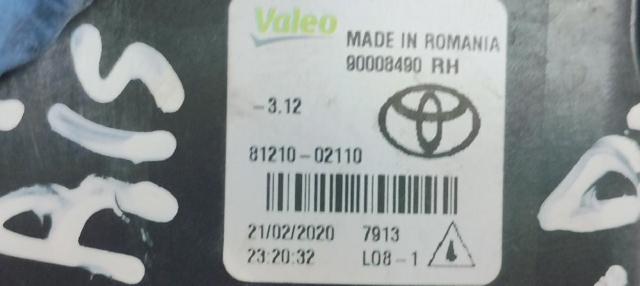 Valeo
MADE IN ROMANIA
90008490 RH
-3.12
81210-02110
21/02/2020 7913
23:20:32 L08-1